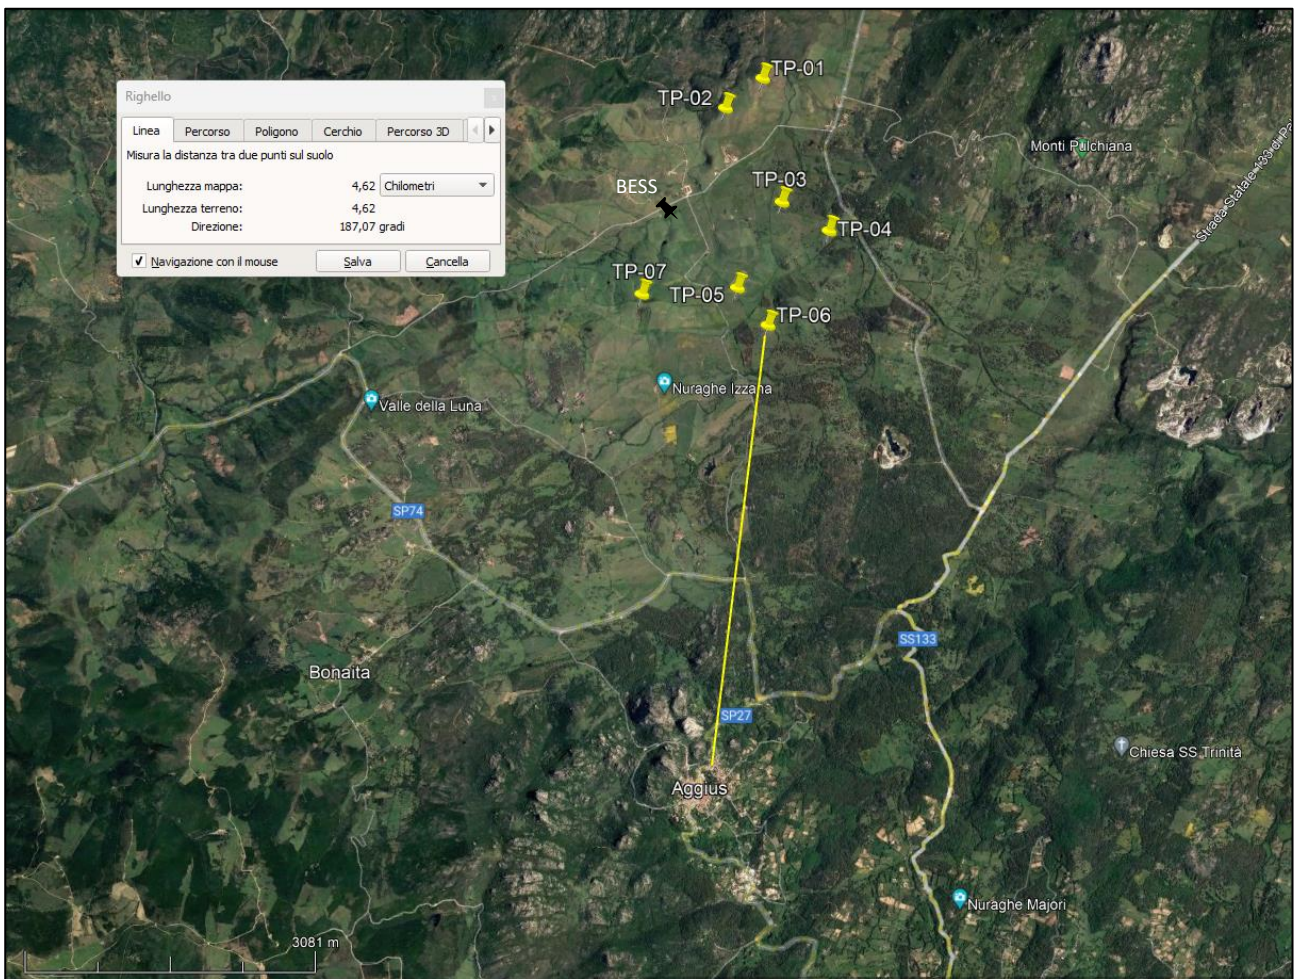 Righello
Linea Percorso Poligono Cerchio Percorso 3D
Misura la distanza tra due punti sul suolo
Lunghezza mappa: 4,62 Chilometri
Lunghezza terreno: 4,62
Direzione: 187,07 gradi
Navigazione con il mouse Salva Cancella
TP-01
TP-02
Monti Pulchiana
BESS
TP-03
Strada Statale 133 di
TP-04
TP-07
TP-05
TP-06
Nuraghe Izzana
Valle della Luna
SP74
SS133
Bonaita
SP27
Chiesa SS Trinità
Aggius
Nuraghe Majori
3081 m